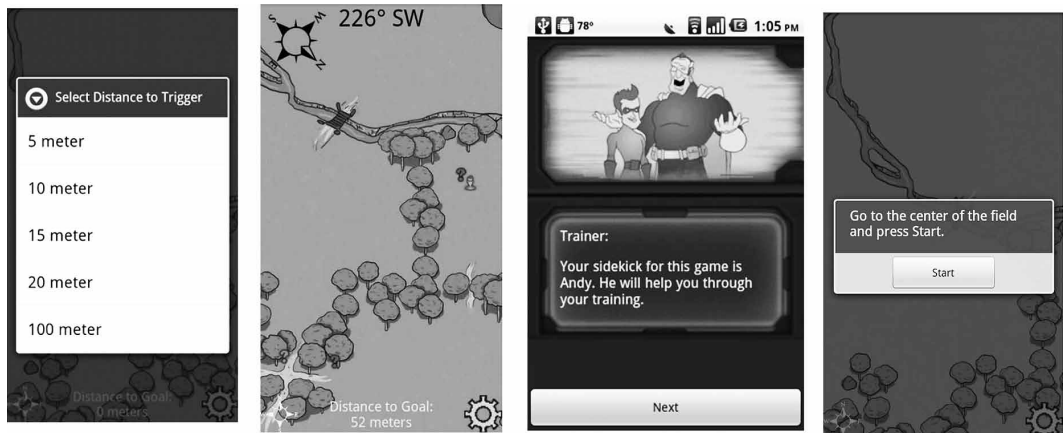 Select Distance to Trigger
5 meter
10 meter
15 meter
20 meter
100 meter
Distance to Goal:
0 meters
226° SW
S
W
N
?
Distance to Goal:
52 meters
78°
1:05 PM
Trainer:
Your sidekick for this game is
Andy. He will help you through
your training.
Next
Go to the center of the field
and press Start.
Start